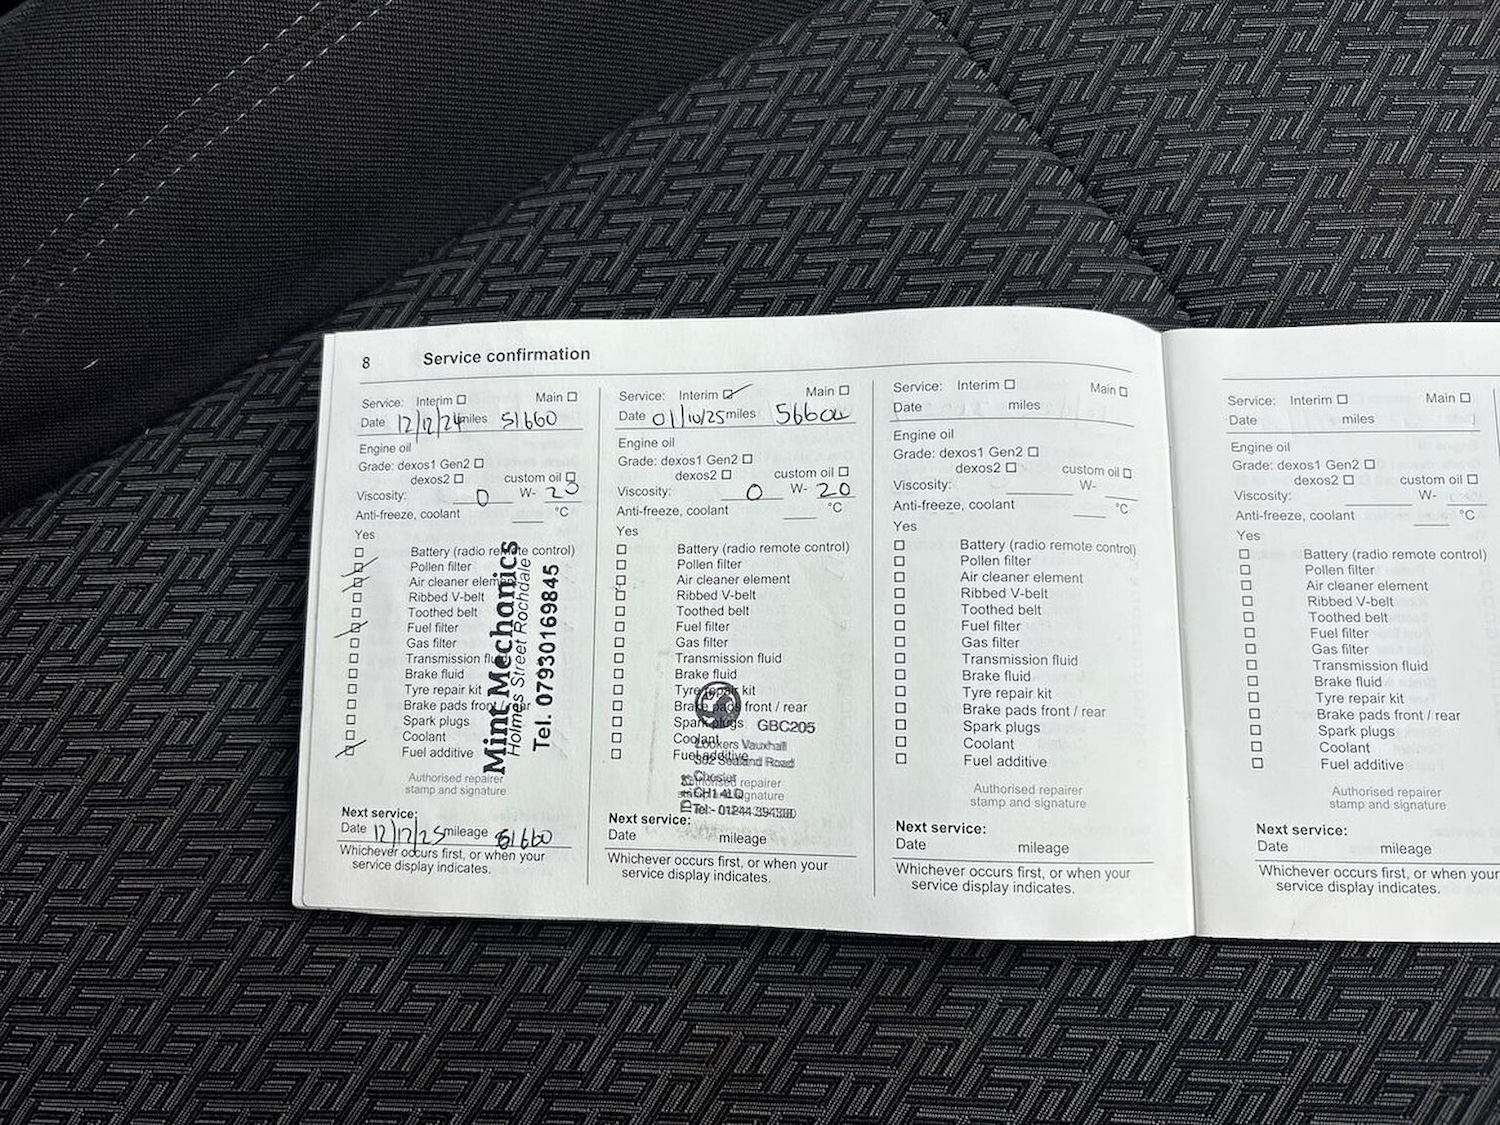 8 Service confirmation
Service: Interim Main
Date 12/12/24 miles 51660
Engine oil
Grade: dexos1 Gen2
dexos2 custom oil
Viscosity: 0 W- 20
Anti-freeze, coolant °C
Yes
Battery (radio remote control)
Pollen filter
Air cleaner element
Ribbed V-belt
Toothed belt
Fuel filter
Gas filter
Transmission fluid
Brake fluid
Tyre repair kit
Brake pads front / rear
Spark plugs
Coolant
Fuel additive
Mint Mechanics
Holmes Street Rochdale
Tel. 07930169845
Authorised repairer
stamp and signature
Next service:
Date 12/12/25 mileage 61660
Whichever occurs first, or when your
service display indicates.
Service: Interim Main
Date 01/10/25 miles 56604
Engine oil
Grade: dexos1 Gen2
dexos2 custom oil
Viscosity: 0 W- 20
Anti-freeze, coolant °C
Yes
Battery (radio remote control)
Pollen filter
Air cleaner element
Ribbed V-belt
Toothed belt
Fuel filter
Gas filter
Transmission fluid
Brake fluid
Tyre repair kit
Brake pads front / rear
Spark plugs
Coolant
Fuel additive
GBC205
Lookers Vauxhall
Sealand Road
Chester
CH1 4LQ
Tel:- 01244
Authorised repairer
stamp and signature
Next service:
Date mileage
Whichever occurs first, or when your
service display indicates.
Service: Interim Main
Date miles
Engine oil
Grade: dexos1 Gen2
dexos2 custom oil
Viscosity: W-
Anti-freeze, coolant °C
Yes
Battery (radio remote control)
Pollen filter
Air cleaner element
Ribbed V-belt
Toothed belt
Fuel filter
Gas filter
Transmission fluid
Brake fluid
Tyre repair kit
Brake pads front / rear
Spark plugs
Coolant
Fuel additive
Authorised repairer
stamp and signature
Next service:
Date mileage
Whichever occurs first, or when your
service display indicates.
Service: Interim Main
Date miles
Engine oil
Grade: dexos1 Gen2
dexos2 custom oil
Viscosity: W-
Anti-freeze, coolant °C
Yes
Battery (radio remote control)
Pollen filter
Air cleaner element
Ribbed V-belt
Toothed belt
Fuel filter
Gas filter
Transmission fluid
Brake fluid
Tyre repair kit
Brake pads front / rear
Spark plugs
Coolant
Fuel additive
Authorised repairer
stamp and signature
Next service:
Date mileage
Whichever occurs first, or when your
service display indicates.